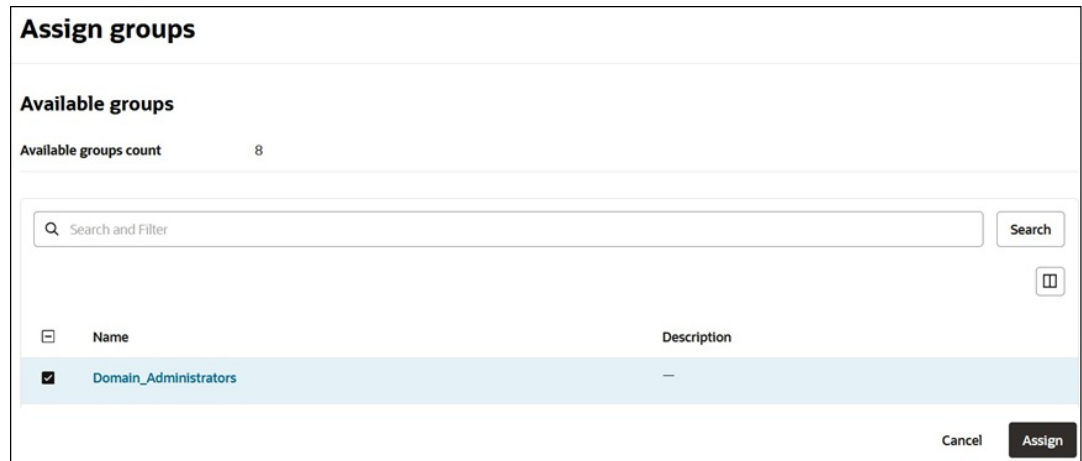 Assign groups
Available groups
Available groups count 8
Search and Filter Search
Name Description
Domain_Administrators —
Cancel Assign